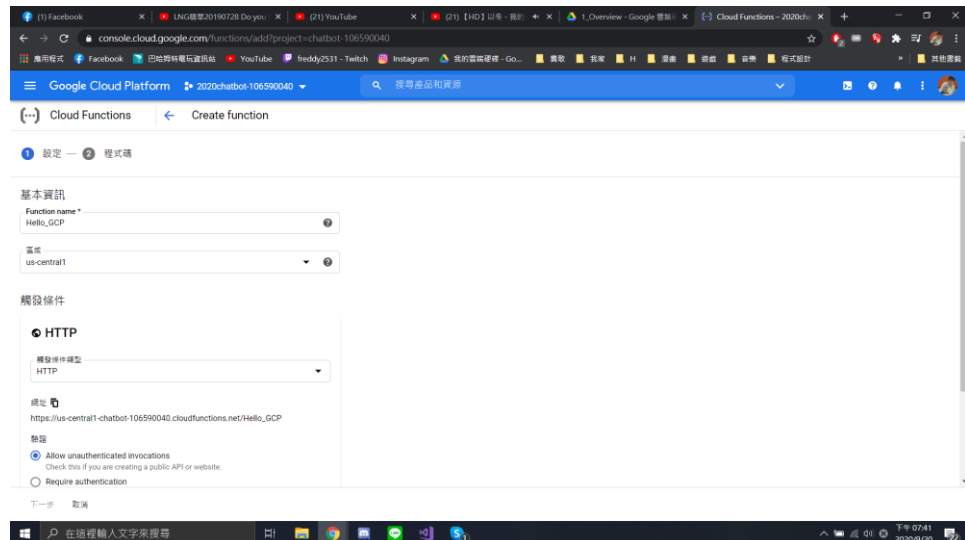 (1) Facebook
LNG精華20190728 Do you
(21) YouTube
(21)【HD】以冬 - 我的
1_Overview - Google 雲端
Cloud Functions – 2020cha
console.cloud.google.com/functions/add?project=chatbot-106590040
應用程式
Facebook
巴哈姆特電玩資訊站
YouTube
freddy2531 - Twitch
Instagram
我的雲端硬碟 - Go...
我家
H
漫畫
遊戲
音樂
程式設計
其他書籤
Google Cloud Platform
2020chatbot-106590040
搜尋產品和資源
Cloud Functions
Create function
1 設定 — 2 程式碼
基本資訊
Function name *
Hello_GCP
區域
us-central1
觸發條件
HTTP
觸發條件類型
HTTP
網址
https://us-central1-chatbot-106590040.cloudfunctions.net/Hello_GCP
驗證
Allow unauthenticated invocations
Check this if you are creating a public API or website.
Require authentication
下一步 取消
在這裡輸入文字來搜尋
下午 07:41
2020/9/20